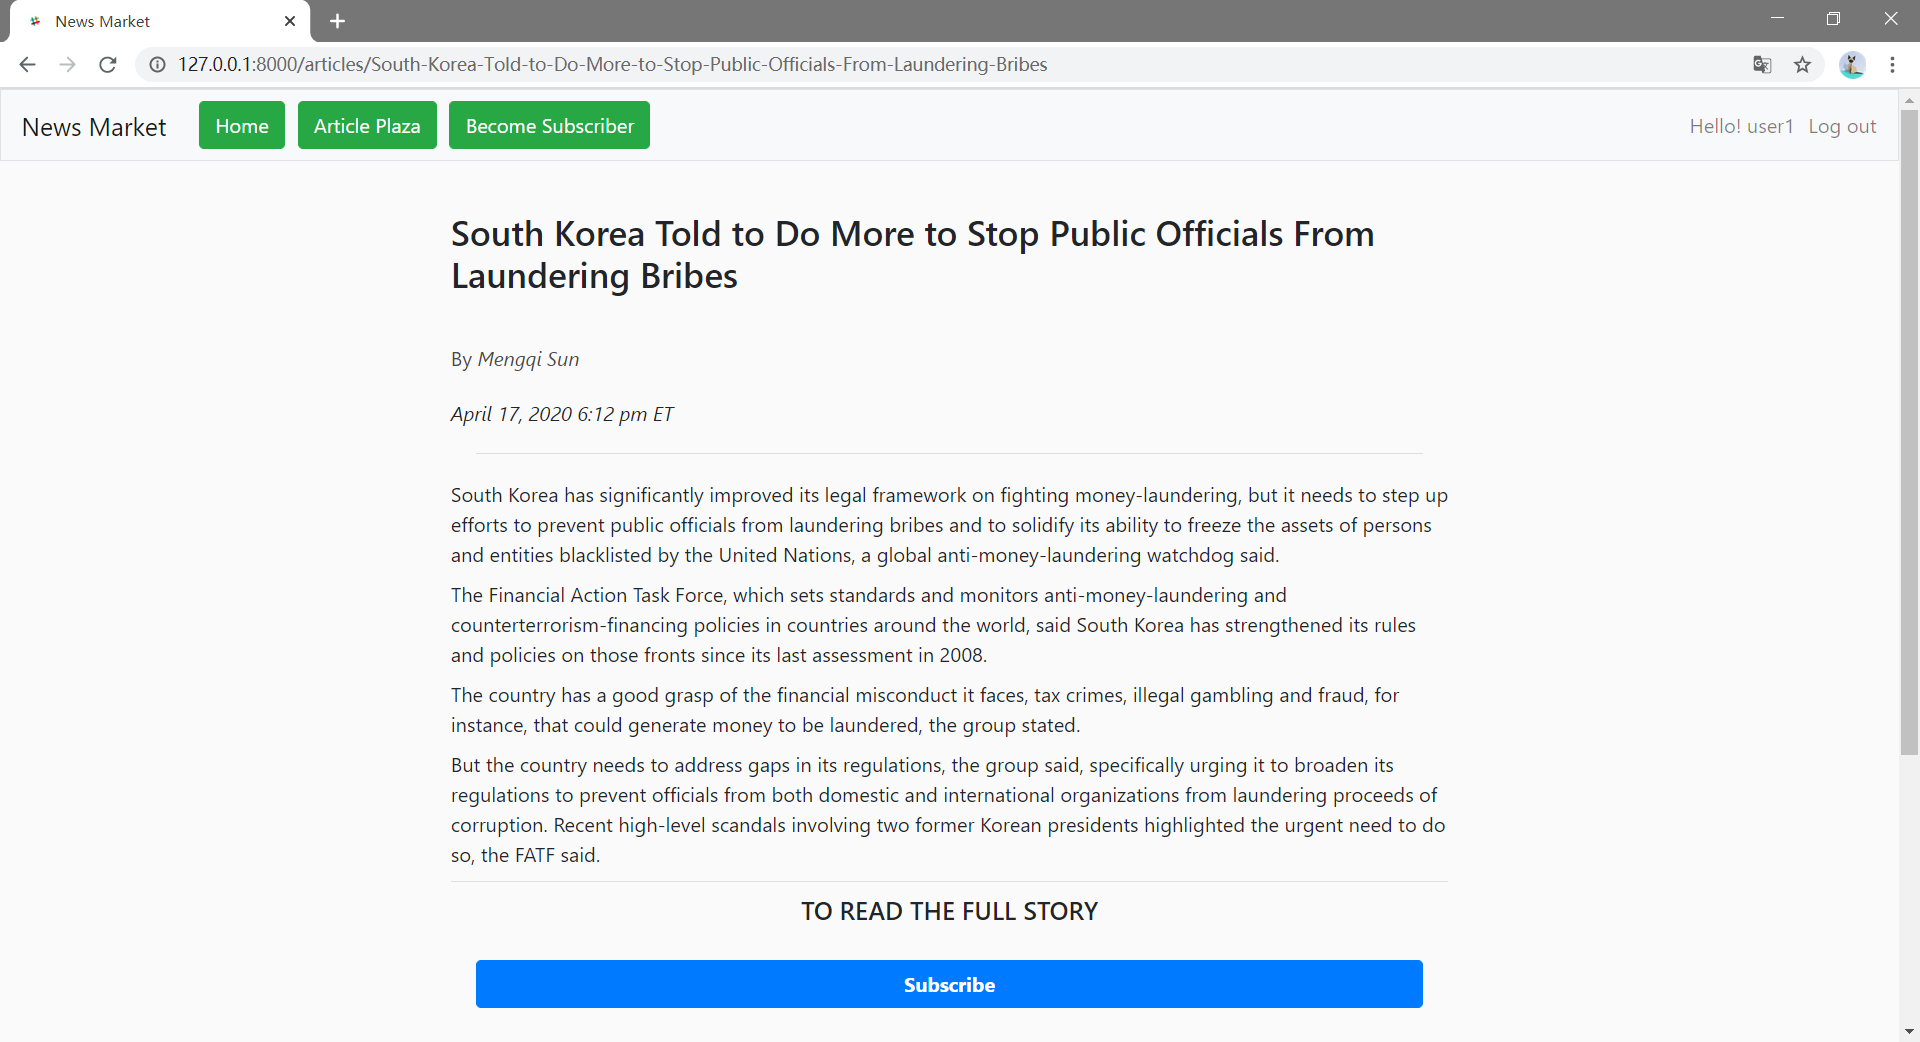 News Market
127.0.0.1:8000/articles/South-Korea-Told-to-Do-More-to-Stop-Public-Officials-From-Laundering-Bribes
News Market Home Article Plaza Become Subscriber Hello! user1 Log out
South Korea Told to Do More to Stop Public Officials From
Laundering Bribes
By Mengqi Sun
April 17, 2020 6:12 pm ET
South Korea has significantly improved its legal framework on fighting money-laundering, but it needs to step up
efforts to prevent public officials from laundering bribes and to solidify its ability to freeze the assets of persons
and entities blacklisted by the United Nations, a global anti-money-laundering watchdog said.
The Financial Action Task Force, which sets standards and monitors anti-money-laundering and
counterterrorism-financing policies in countries around the world, said South Korea has strengthened its rules
and policies on those fronts since its last assessment in 2008.
The country has a good grasp of the financial misconduct it faces, tax crimes, illegal gambling and fraud, for
instance, that could generate money to be laundered, the group stated.
But the country needs to address gaps in its regulations, the group said, specifically urging it to broaden its
regulations to prevent officials from both domestic and international organizations from laundering proceeds of
corruption. Recent high-level scandals involving two former Korean presidents highlighted the urgent need to do
so, the FATF said.
TO READ THE FULL STORY
Subscribe